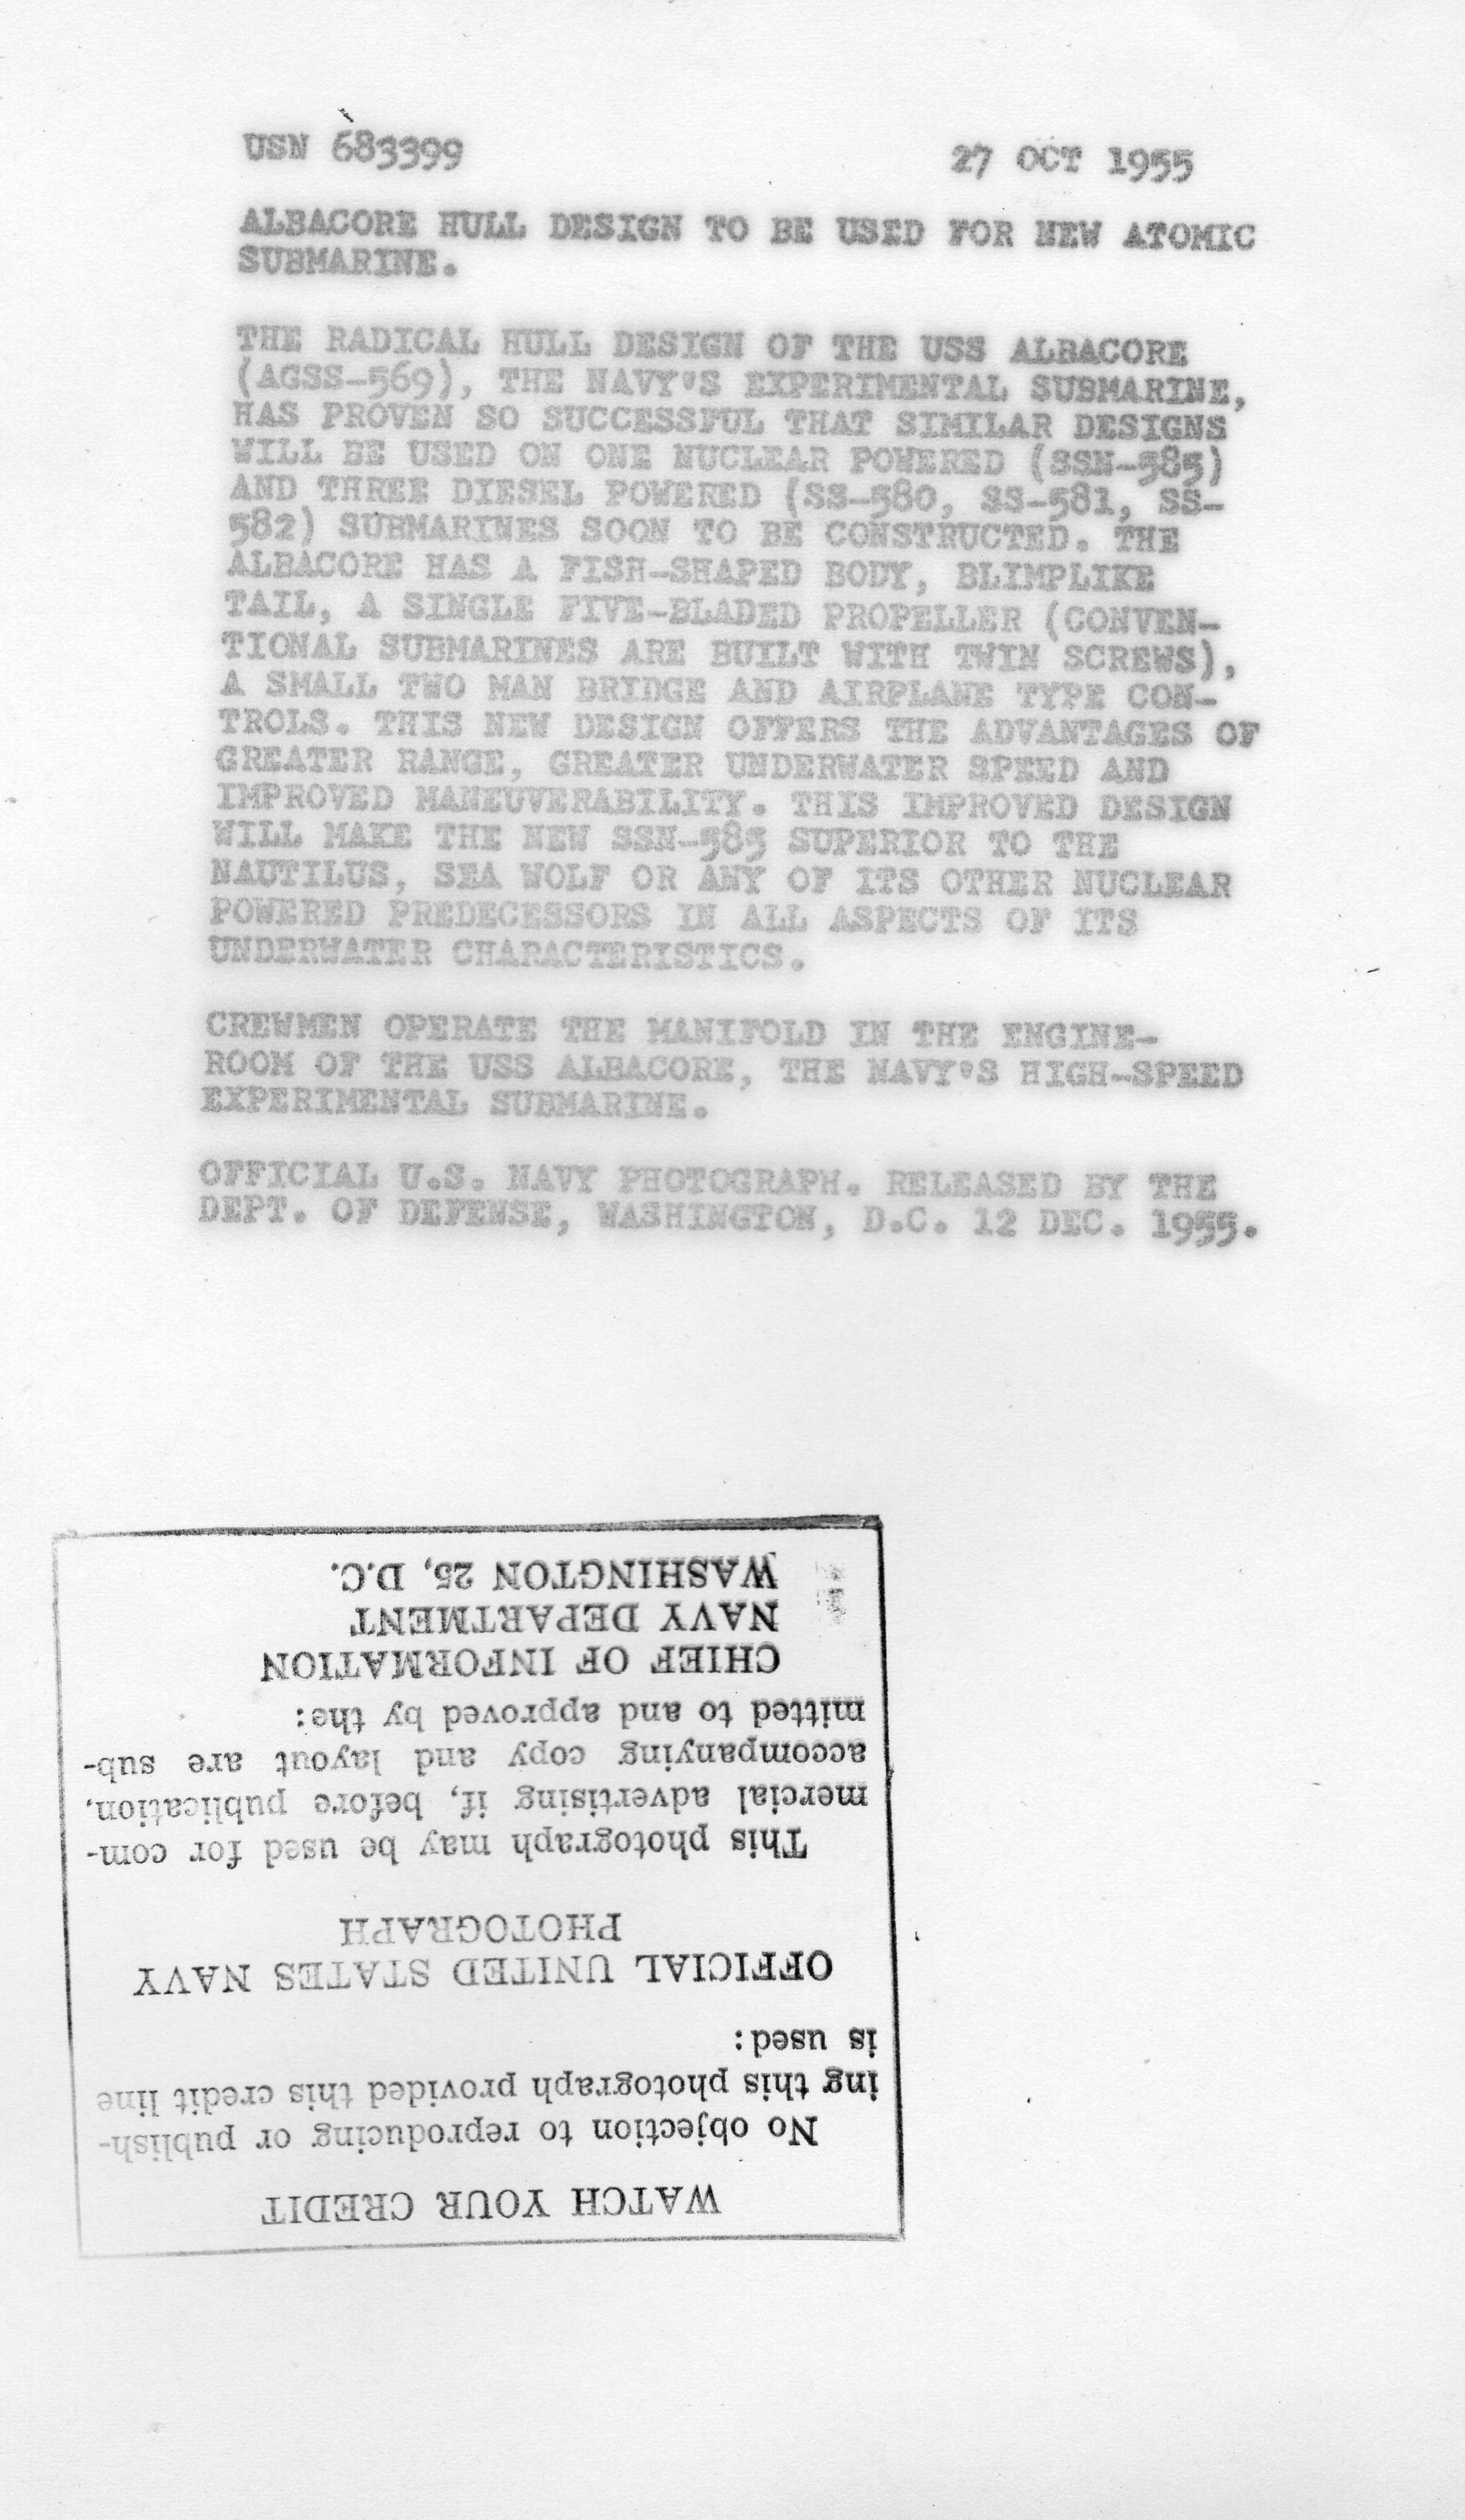 USN 683399 27 OCT 1955
ALBACORE HULL DESIGN TO BE USED FOR NEW ATOMIC
SUBMARINE.
THE RADICAL HULL DESIGN OF THE USS ALBACORE
(AGSS-569), THE NAVY'S EXPERIMENTAL SUBMARINE,
HAS PROVEN SO SUCCESSFUL THAT SIMILAR DESIGNS
WILL BE USED ON ONE NUCLEAR POWERED (SSN-585)
AND THREE DIESEL POWERED (SS-580, SS-581, SS-
582) SUBMARINES SOON TO BE CONSTRUCTED. THE
ALBACORE HAS A FISH-SHAPED BODY, BLIMPLIKE
TAIL, A SINGLE FIVE-BLADED PROPELLER (CONVEN-
TIONAL SUBMARINES ARE BUILT WITH TWIN SCREWS),
A SMALL TWO MAN BRIDGE AND AIRPLANE TYPE CON-
TROLS. THIS NEW DESIGN OFFERS THE ADVANTAGES OF
GREATER RANGE, GREATER UNDERWATER SPEED AND
IMPROVED MANEUVERABILITY. THIS IMPROVED DESIGN
WILL MAKE THE NEW SSN-585 SUPERIOR TO THE
NAUTILUS, SEA WOLF OR ANY OF ITS OTHER NUCLEAR
POWERED PREDECESSORS IN ALL ASPECTS OF ITS
UNDERWATER CHARACTERISTICS.
CREWMEN OPERATE THE MANIFOLD IN THE ENGINE-
ROOM OF THE USS ALBACORE, THE NAVY'S HIGH-SPEED
EXPERIMENTAL SUBMARINE.
OFFICIAL U.S. NAVY PHOTOGRAPH. RELEASED BY THE
DEPT. OF DEFENSE, WASHINGTON, D.C. 12 DEC. 1955.
WATCH YOUR CREDIT
No objection to reproducing or publish-
ing this photograph provided this credit line
is used:
OFFICIAL UNITED STATES NAVY
PHOTOGRAPH
This photograph may be used for com-
mercial advertising if, before publication,
accompanying copy and layout are sub-
mitted to and approved by the:
CHIEF OF INFORMATION
NAVY DEPARTMENT
WASHINGTON 25, D.C.